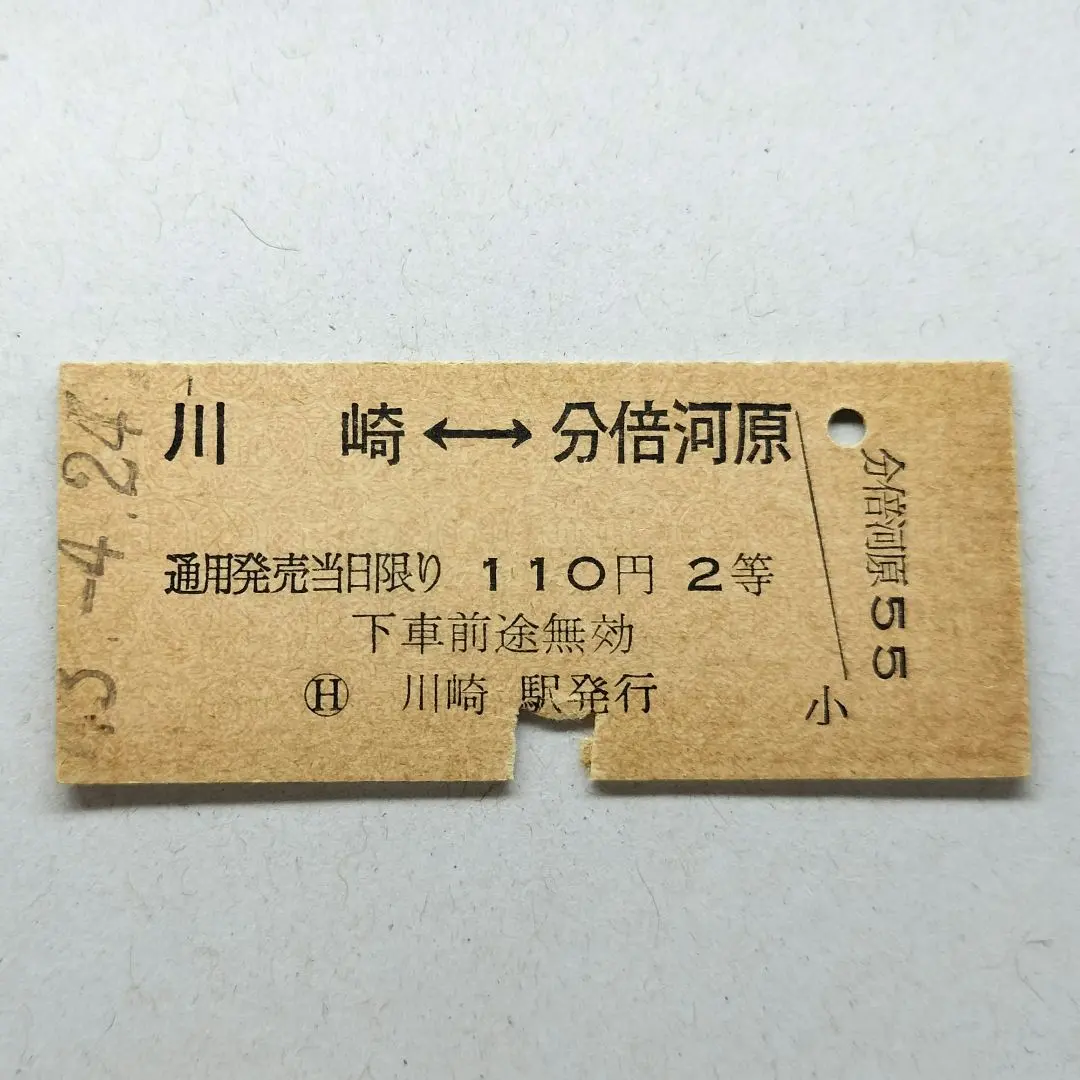 川崎↔分倍河原
通用発売当日限り 110円 2等
下車前途無効
Ⓗ 川崎 駅発行
小
分倍河原55
3.-4.24